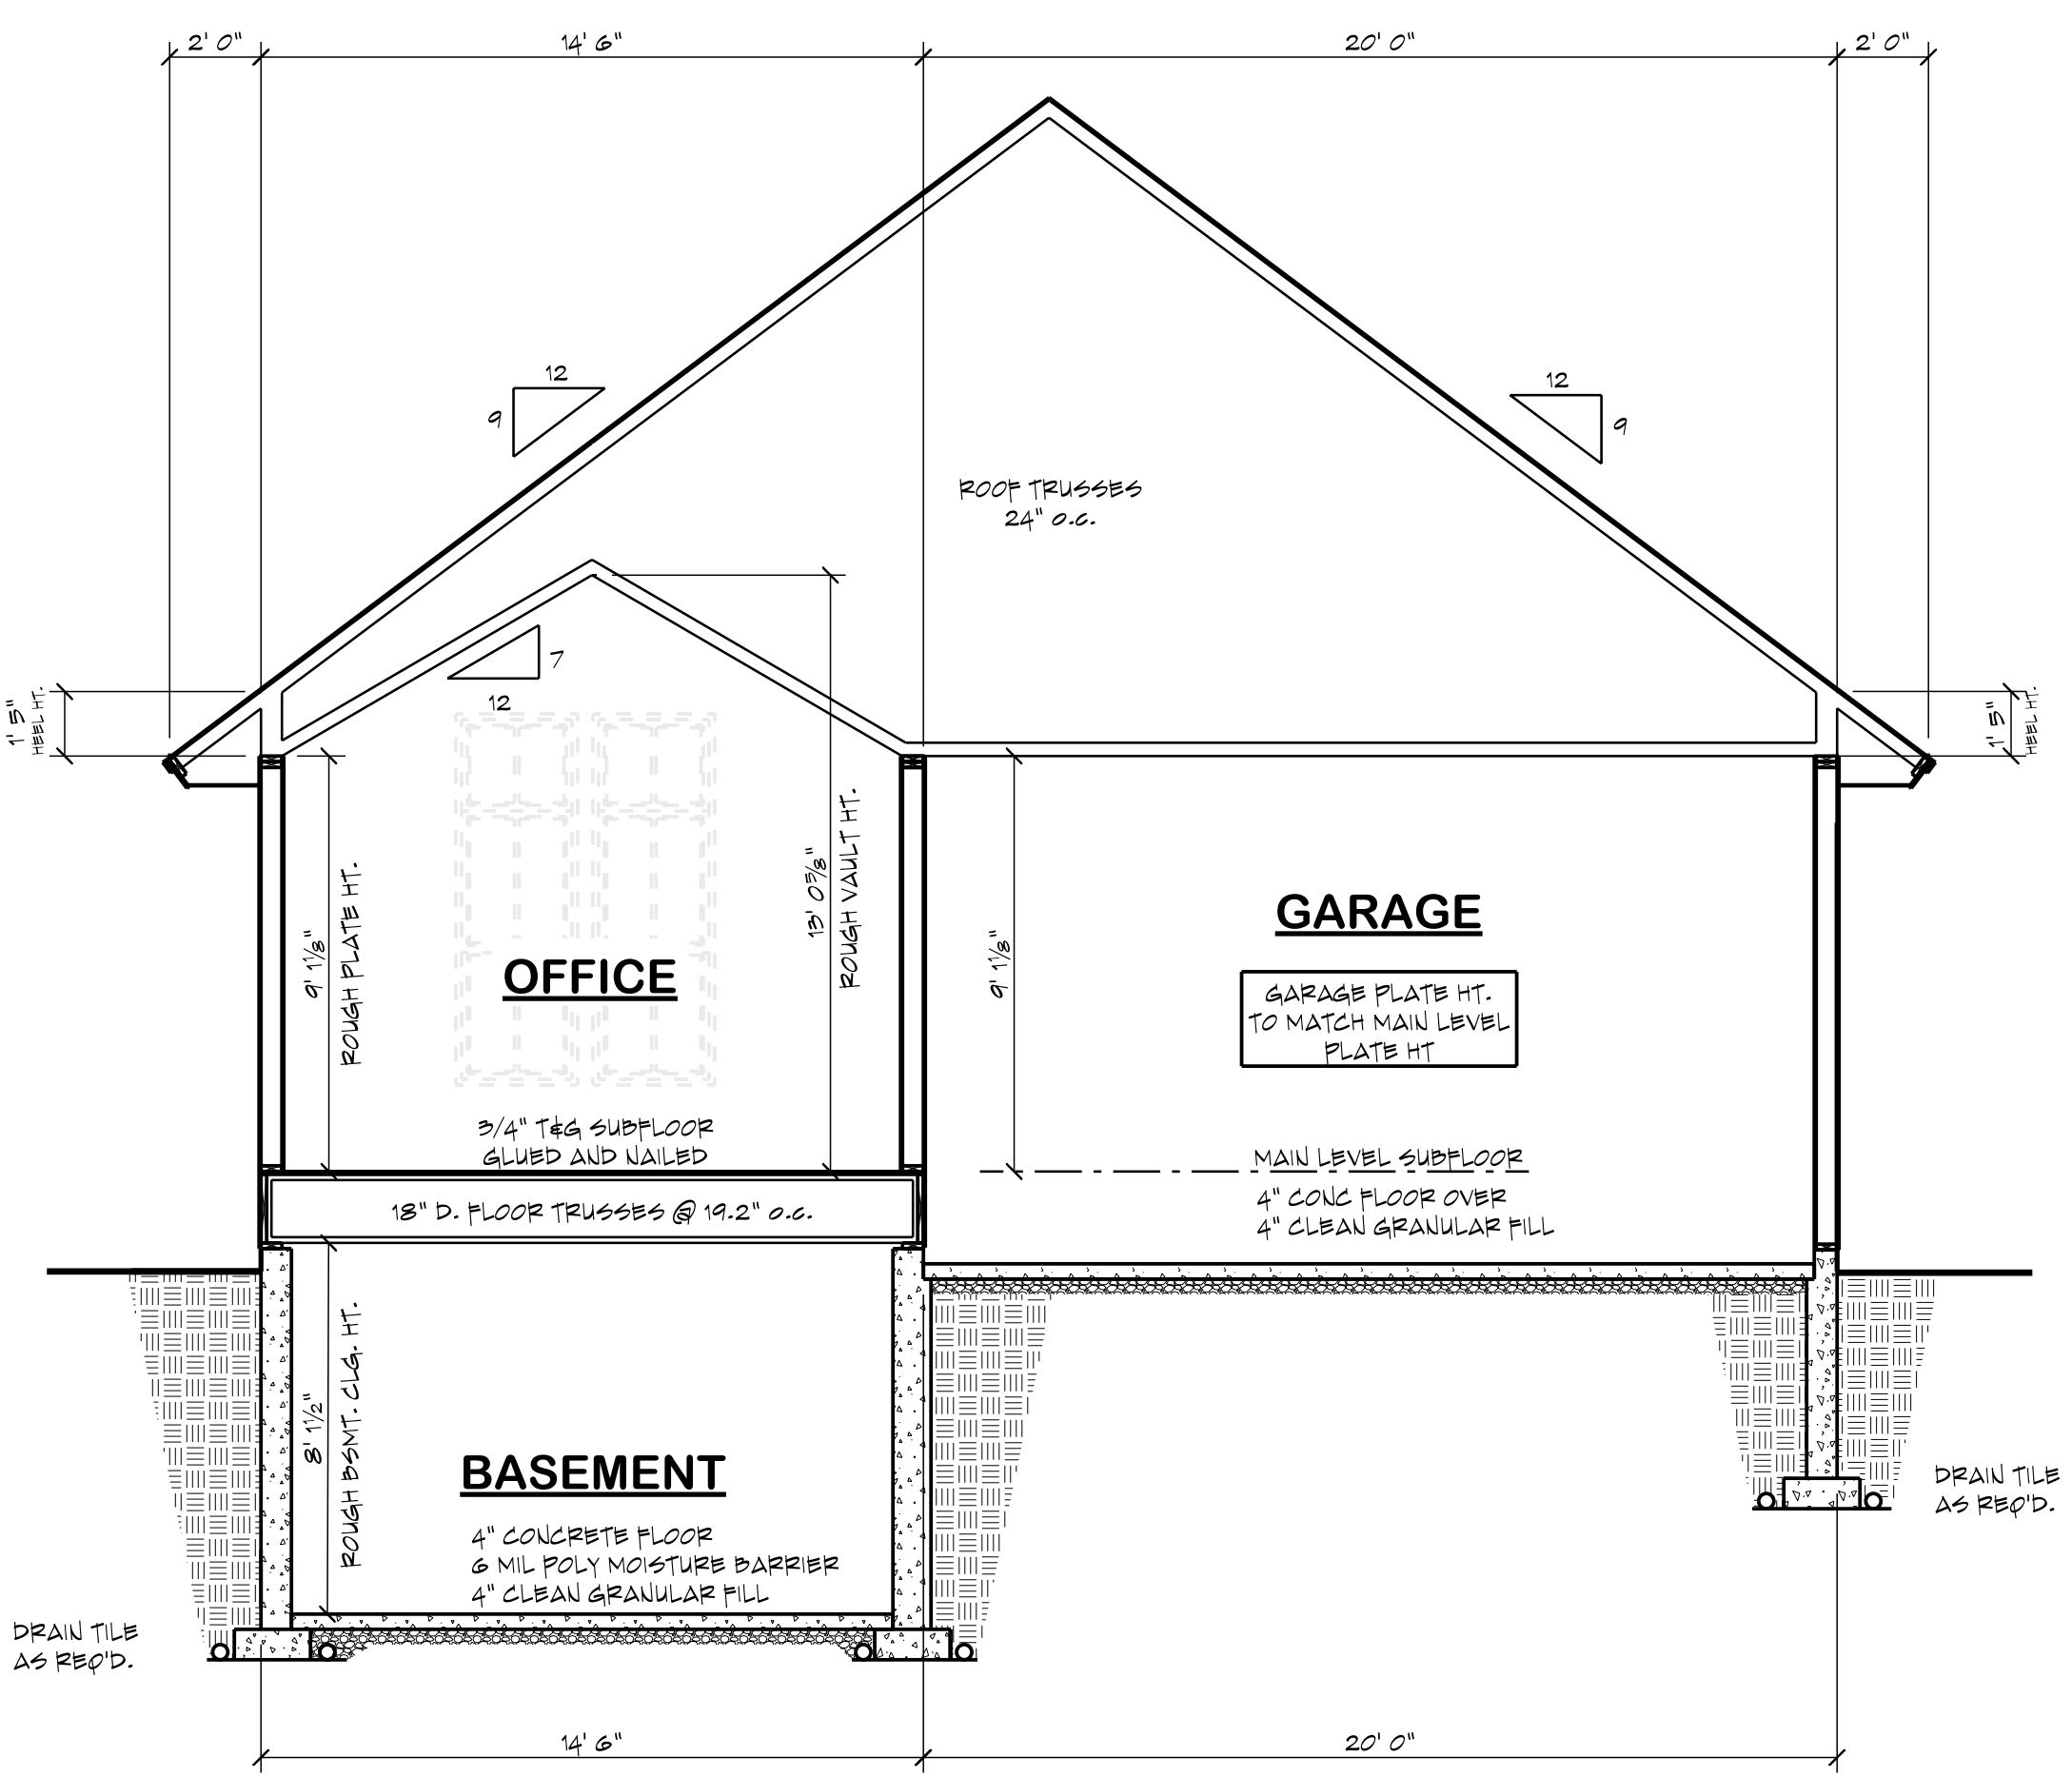 2' 0" 14' 6" 20' 0" 2' 0"
12
9
12
9
ROOF TRUSSES
24" O.C.
7
12
1' 5"
HEEL HT.
1' 5"
HEEL HT.
9' 1 1/8"
ROUGH PLATE HT.
13' 0 5/8"
ROUGH VAULT HT.
9' 1 1/8"
OFFICE
GARAGE
GARAGE PLATE HT.
TO MATCH MAIN LEVEL
PLATE HT
3/4" T&G SUBFLOOR
GLUED AND NAILED
MAIN LEVEL SUBFLOOR
4" CONC FLOOR OVER
4" CLEAN GRANULAR FILL
18" D. FLOOR TRUSSES @ 19.2" O.C.
8' 1 1/2"
ROUGH BSMT. CLG. HT.
BASEMENT
4" CONCRETE FLOOR
6 MIL POLY MOISTURE BARRIER
4" CLEAN GRANULAR FILL
DRAIN TILE
AS REQ'D.
DRAIN TILE
AS REQ'D.
14' 6" 20' 0"